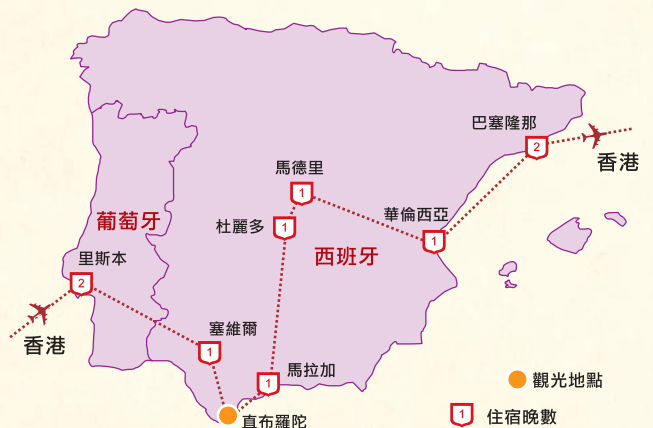 巴塞隆那
2
香港
馬德里
1
華倫西亞
1
杜麗多
1
葡萄牙
西班牙
里斯本
2
香港
塞維爾
1
馬拉加
1
直布羅陀
觀光地點
1 住宿晚數